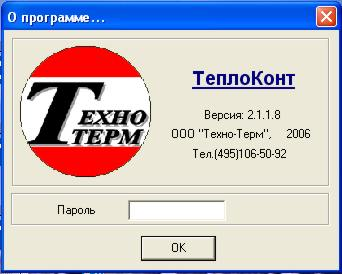 О программе...
ТЕХНО
ТЕРМ
ТеплоКонт
Версия: 2.1.1.8
ООО "Техно-Терм", 2006
Тел.(495)106-50-92
Пароль
OK